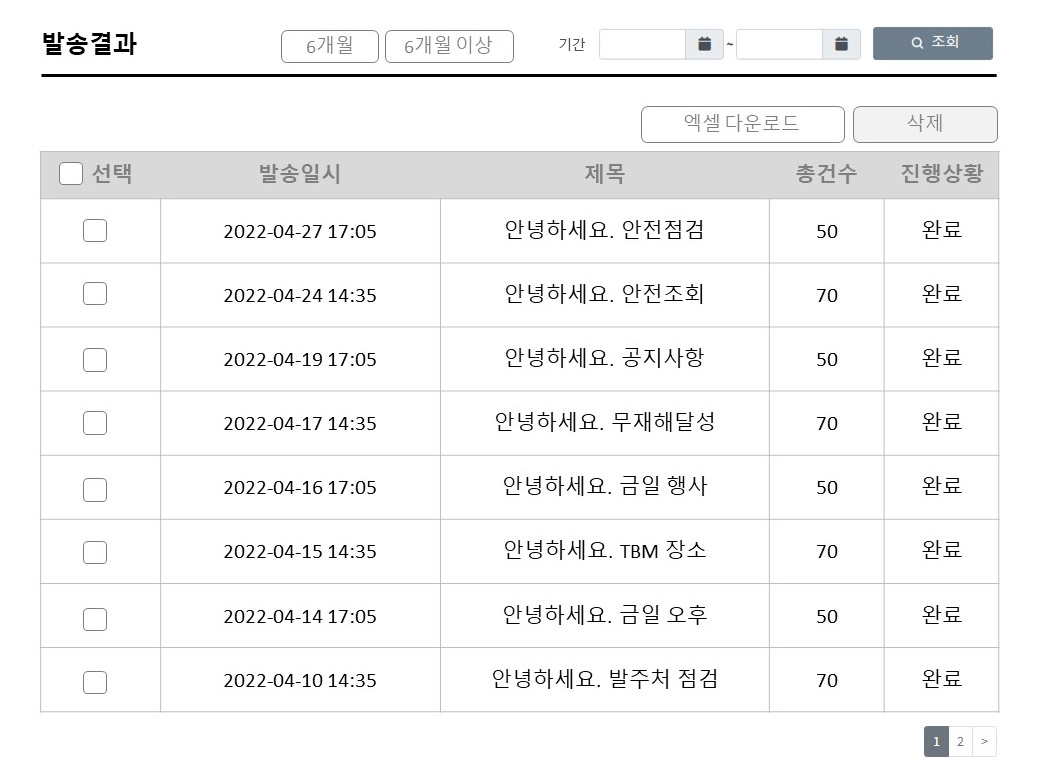 발송결과 6개월 6개월 이상 기간 ~ 조회
엑셀 다운로드 삭제
선택 발송일시 제목 총건수 진행상황
2022-04-27 17:05 안녕하세요. 안전점검 50 완료
2022-04-24 14:35 안녕하세요. 안전조회 70 완료
2022-04-19 17:05 안녕하세요. 공지사항 50 완료
2022-04-17 14:35 안녕하세요. 무재해달성 70 완료
2022-04-16 17:05 안녕하세요. 금일 행사 50 완료
2022-04-15 14:35 안녕하세요. TBM 장소 70 완료
2022-04-14 17:05 안녕하세요. 금일 오후 50 완료
2022-04-10 14:35 안녕하세요. 발주처 점검 70 완료
1 2 >